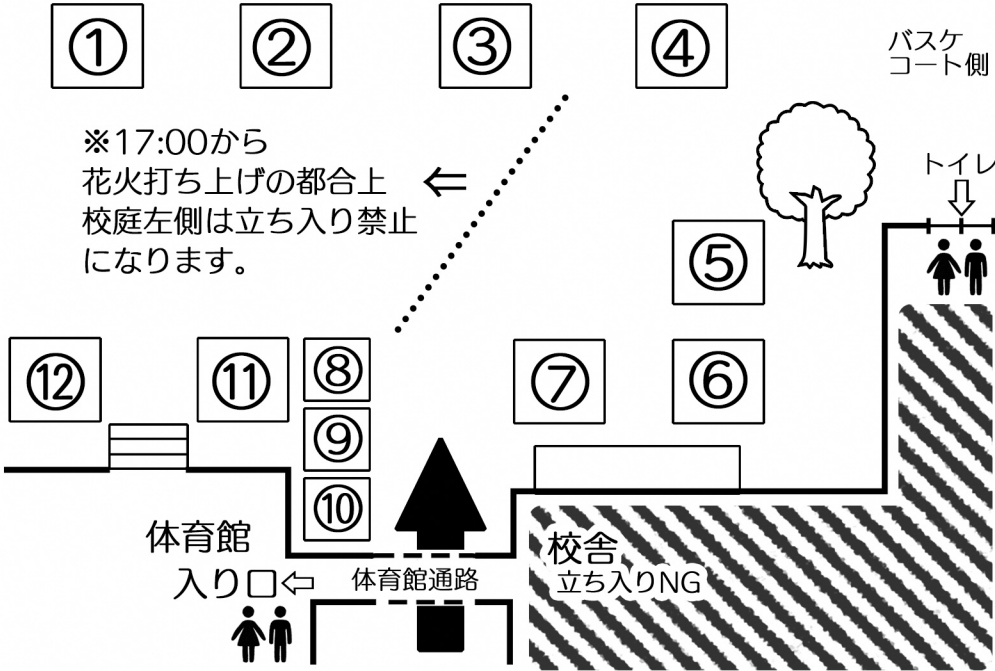 ①
②
③
④
バスケ
コート側
※17:00から
花火打ち上げの都合上
校庭左側は立ち入り禁止
になります。
⇐
トイレ
⑤
⑫
⑪
⑧
⑦
⑥
⑨
⑩
体育館
入り口⇦
体育館通路
校舎
立ち入りNG